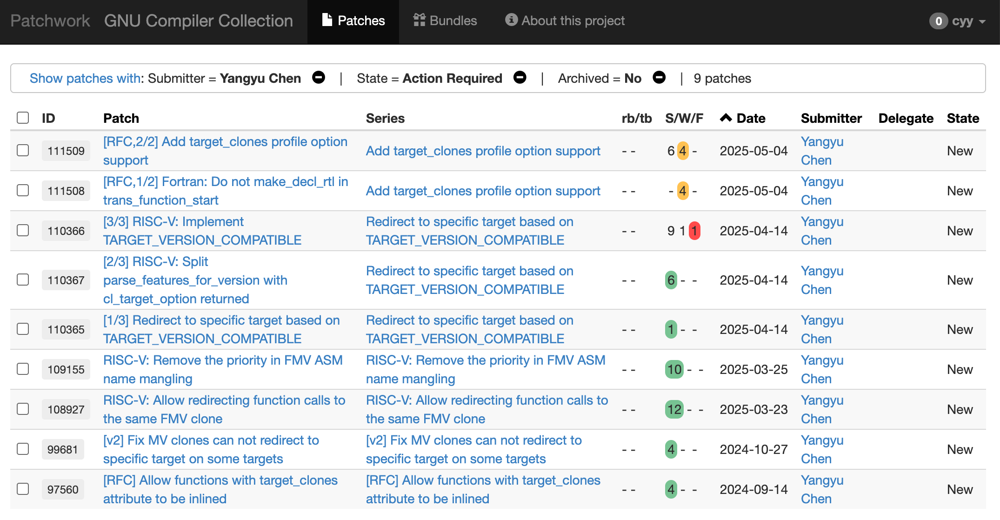 Patchwork GNU Compiler Collection Patches Bundles About this project 0 cyy
Show patches with: Submitter = Yangyu Chen | State = Action Required | Archived = No | 9 patches
ID Patch Series rb/tb S/W/F Date Submitter Delegate State
111509 [RFC,2/2] Add target_clones profile option support Add target_clones profile option support - - 6 4 - 2025-05-04 Yangyu Chen New
111508 [RFC,1/2] Fortran: Do not make_decl_rtl in trans_function_start Add target_clones profile option support - - - 4 - 2025-05-04 Yangyu Chen New
110366 [3/3] RISC-V: Implement TARGET_VERSION_COMPATIBLE Redirect to specific target based on TARGET_VERSION_COMPATIBLE - - 9 1 1 2025-04-14 Yangyu Chen New
110367 [2/3] RISC-V: Split parse_features_for_version with cl_target_option returned Redirect to specific target based on TARGET_VERSION_COMPATIBLE - - 6 - - 2025-04-14 Yangyu Chen New
110365 [1/3] Redirect to specific target based on TARGET_VERSION_COMPATIBLE Redirect to specific target based on TARGET_VERSION_COMPATIBLE - - 1 - - 2025-04-14 Yangyu Chen New
109155 RISC-V: Remove the priority in FMV ASM name mangling RISC-V: Remove the priority in FMV ASM name mangling - - 10 - - 2025-03-25 Yangyu Chen New
108927 RISC-V: Allow redirecting function calls to the same FMV clone RISC-V: Allow redirecting function calls to the same FMV clone - - 12 - - 2025-03-23 Yangyu Chen New
99681 [v2] Fix MV clones can not redirect to specific target on some targets [v2] Fix MV clones can not redirect to specific target on some targets - - 4 - - 2024-10-27 Yangyu Chen New
97560 [RFC] Allow functions with target_clones attribute to be inlined [RFC] Allow functions with target_clones attribute to be inlined - - 4 - - 2024-09-14 Yangyu Chen New